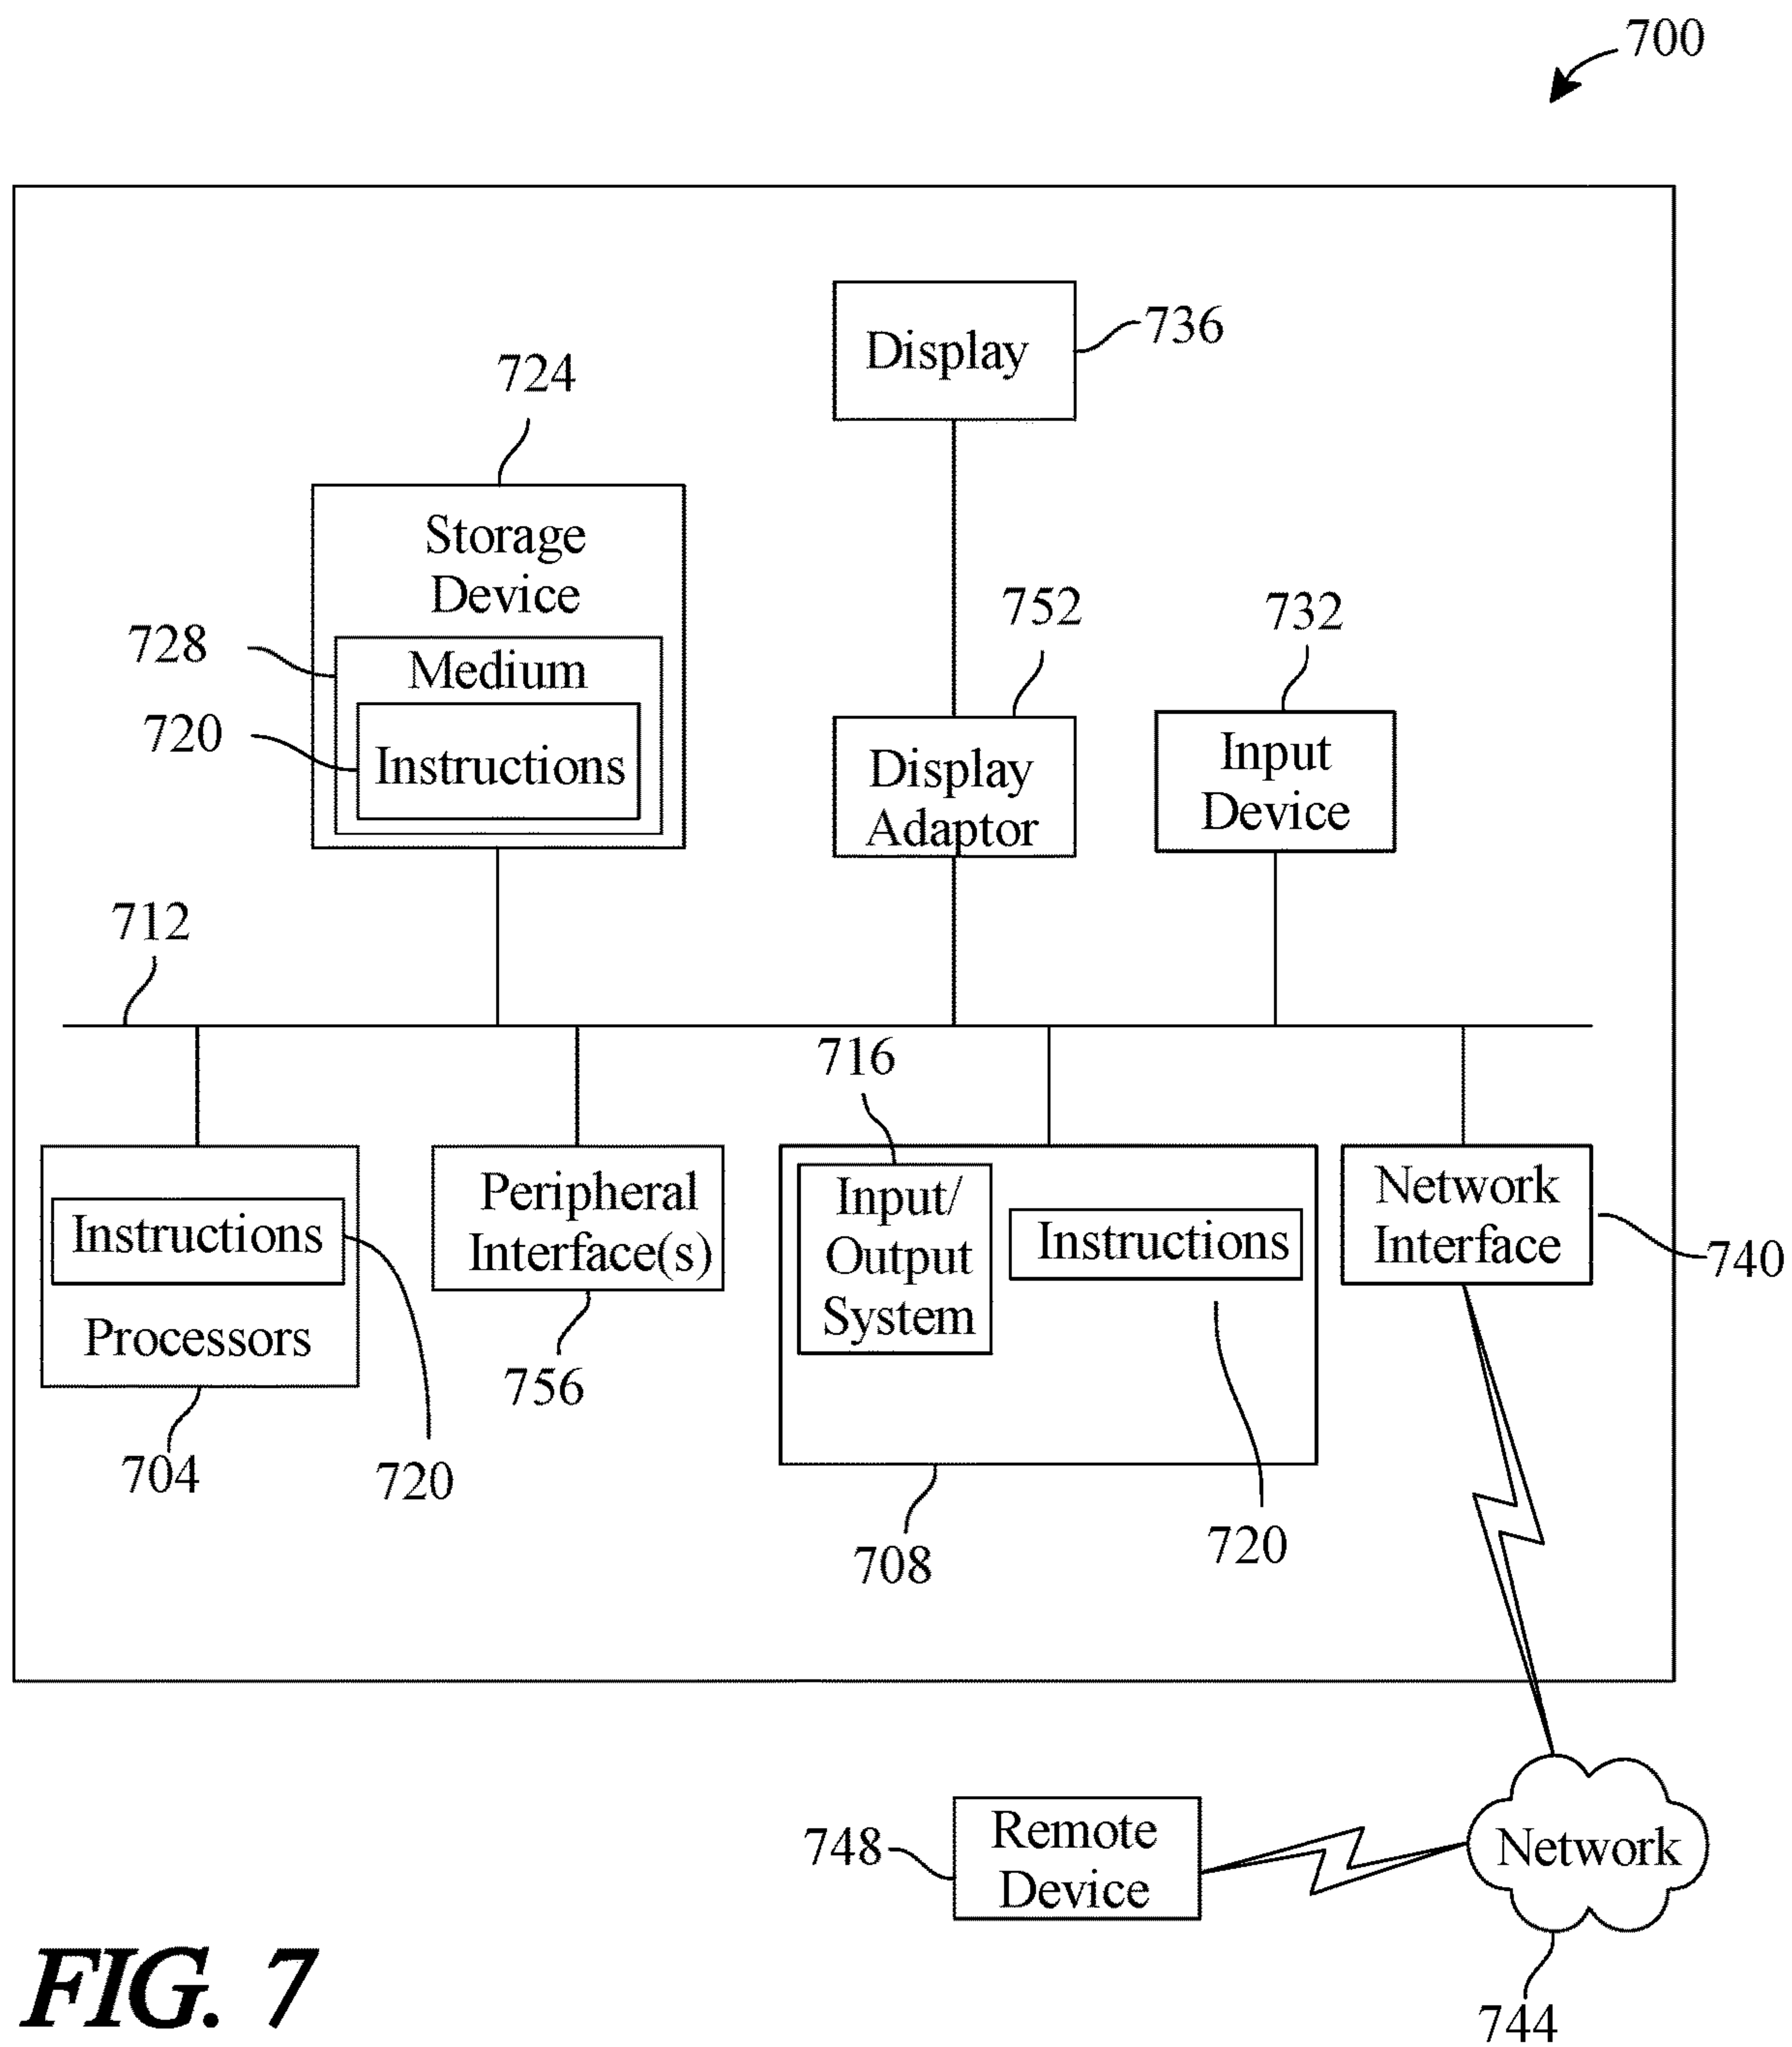 700
Display
736
724
Storage
Device
728
Medium
720
Instructions
752
Display
Adaptor
732
Input
Device
712
716
Instructions
Processors
704
720
Peripheral
Interface(s)
756
Input/
Output
System
Instructions
708
720
Network
Interface
740
748
Remote
Device
Network
744
FIG. 7